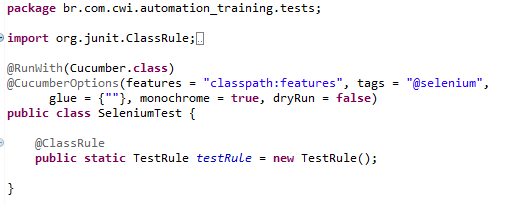 package br.com.cwi.automation_training.tests;
import org.junit.ClassRule;
@RunWith(Cucumber.class)
@CucumberOptions(features = "classpath:features", tags = "@selenium",
glue = {""}, monochrome = true, dryRun = false)
public class SeleniumTest {
@ClassRule
public static TestRule testRule = new TestRule();
}